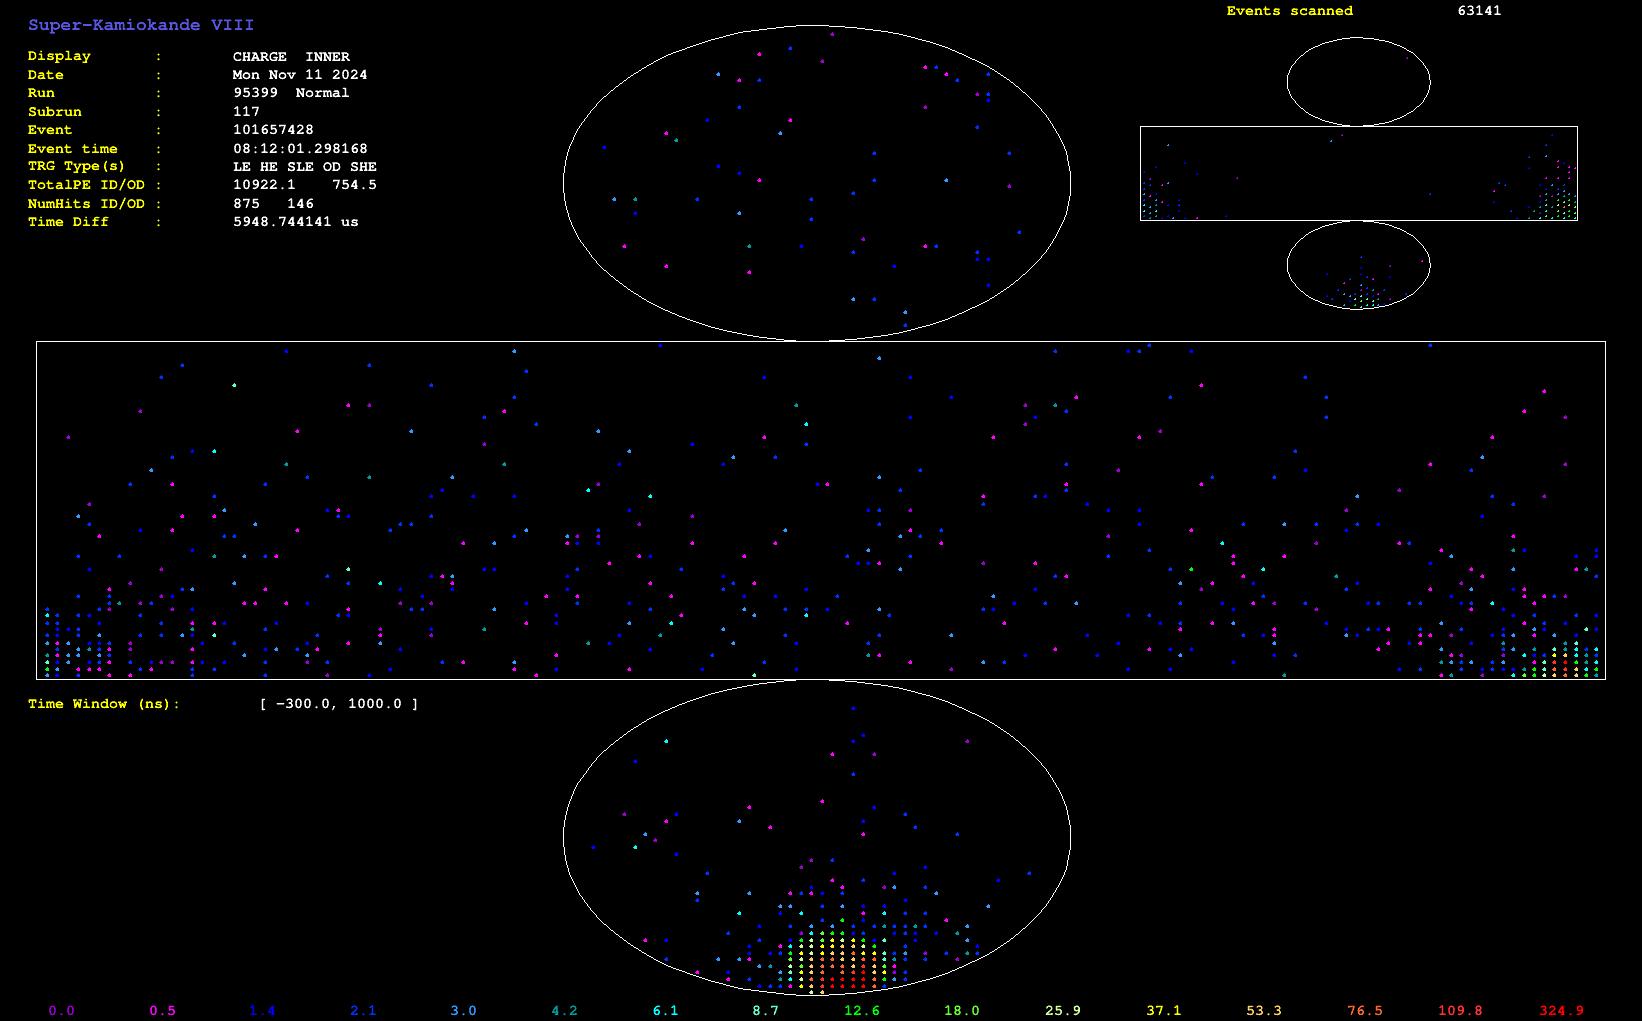 Super-Kamiokande VIII
Events scanned 63141
Display : CHARGE INNER
Date : Mon Nov 11 2024
Run : 95399 Normal
Subrun : 117
Event : 101657428
Event time : 08:12:01.298168
TRG Type(s) : LE HE SLE OD SHE
TotalPE ID/OD : 10922.1 754.5
NumHits ID/OD : 875 146
Time Diff : 5948.744141 us
Time Window (ns): [ -300.0, 1000.0 ]
0.0 0.5 1.4 2.1 3.0 4.2 6.1 8.7 12.6 18.0 25.9 37.1 53.3 76.5 109.8 324.9